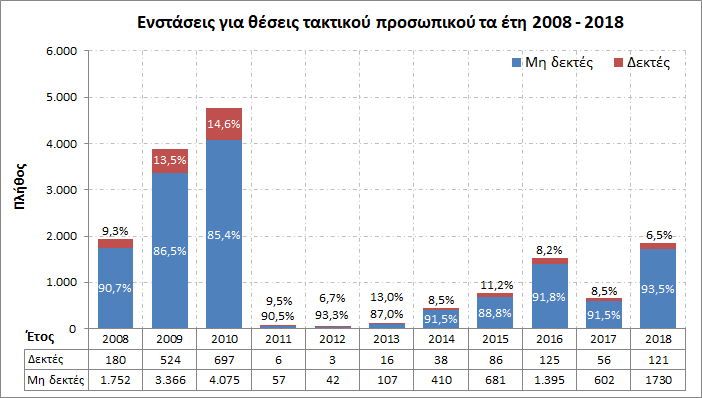 Ενστάσεις για θέσεις τακτικού προσωπικού τα έτη 2008 - 2018
Μη δεκτές Δεκτές
Πλήθος
6.000
5.000
4.000
3.000
2.000
1.000
0
9,3% 13,5% 14,6% 9,5% 6,7% 13,0% 8,5% 11,2% 8,2% 8,5% 6,5%
90,7% 86,5% 85,4% 90,5% 93,3% 87,0% 91,5% 88,8% 91,8% 91,5% 93,5%
Έτος 2008 2009 2010 2011 2012 2013 2014 2015 2016 2017 2018
Δεκτές 180 524 697 6 3 16 38 86 125 56 121
Μη δεκτές 1.752 3.366 4.075 57 42 107 410 681 1.395 602 1730